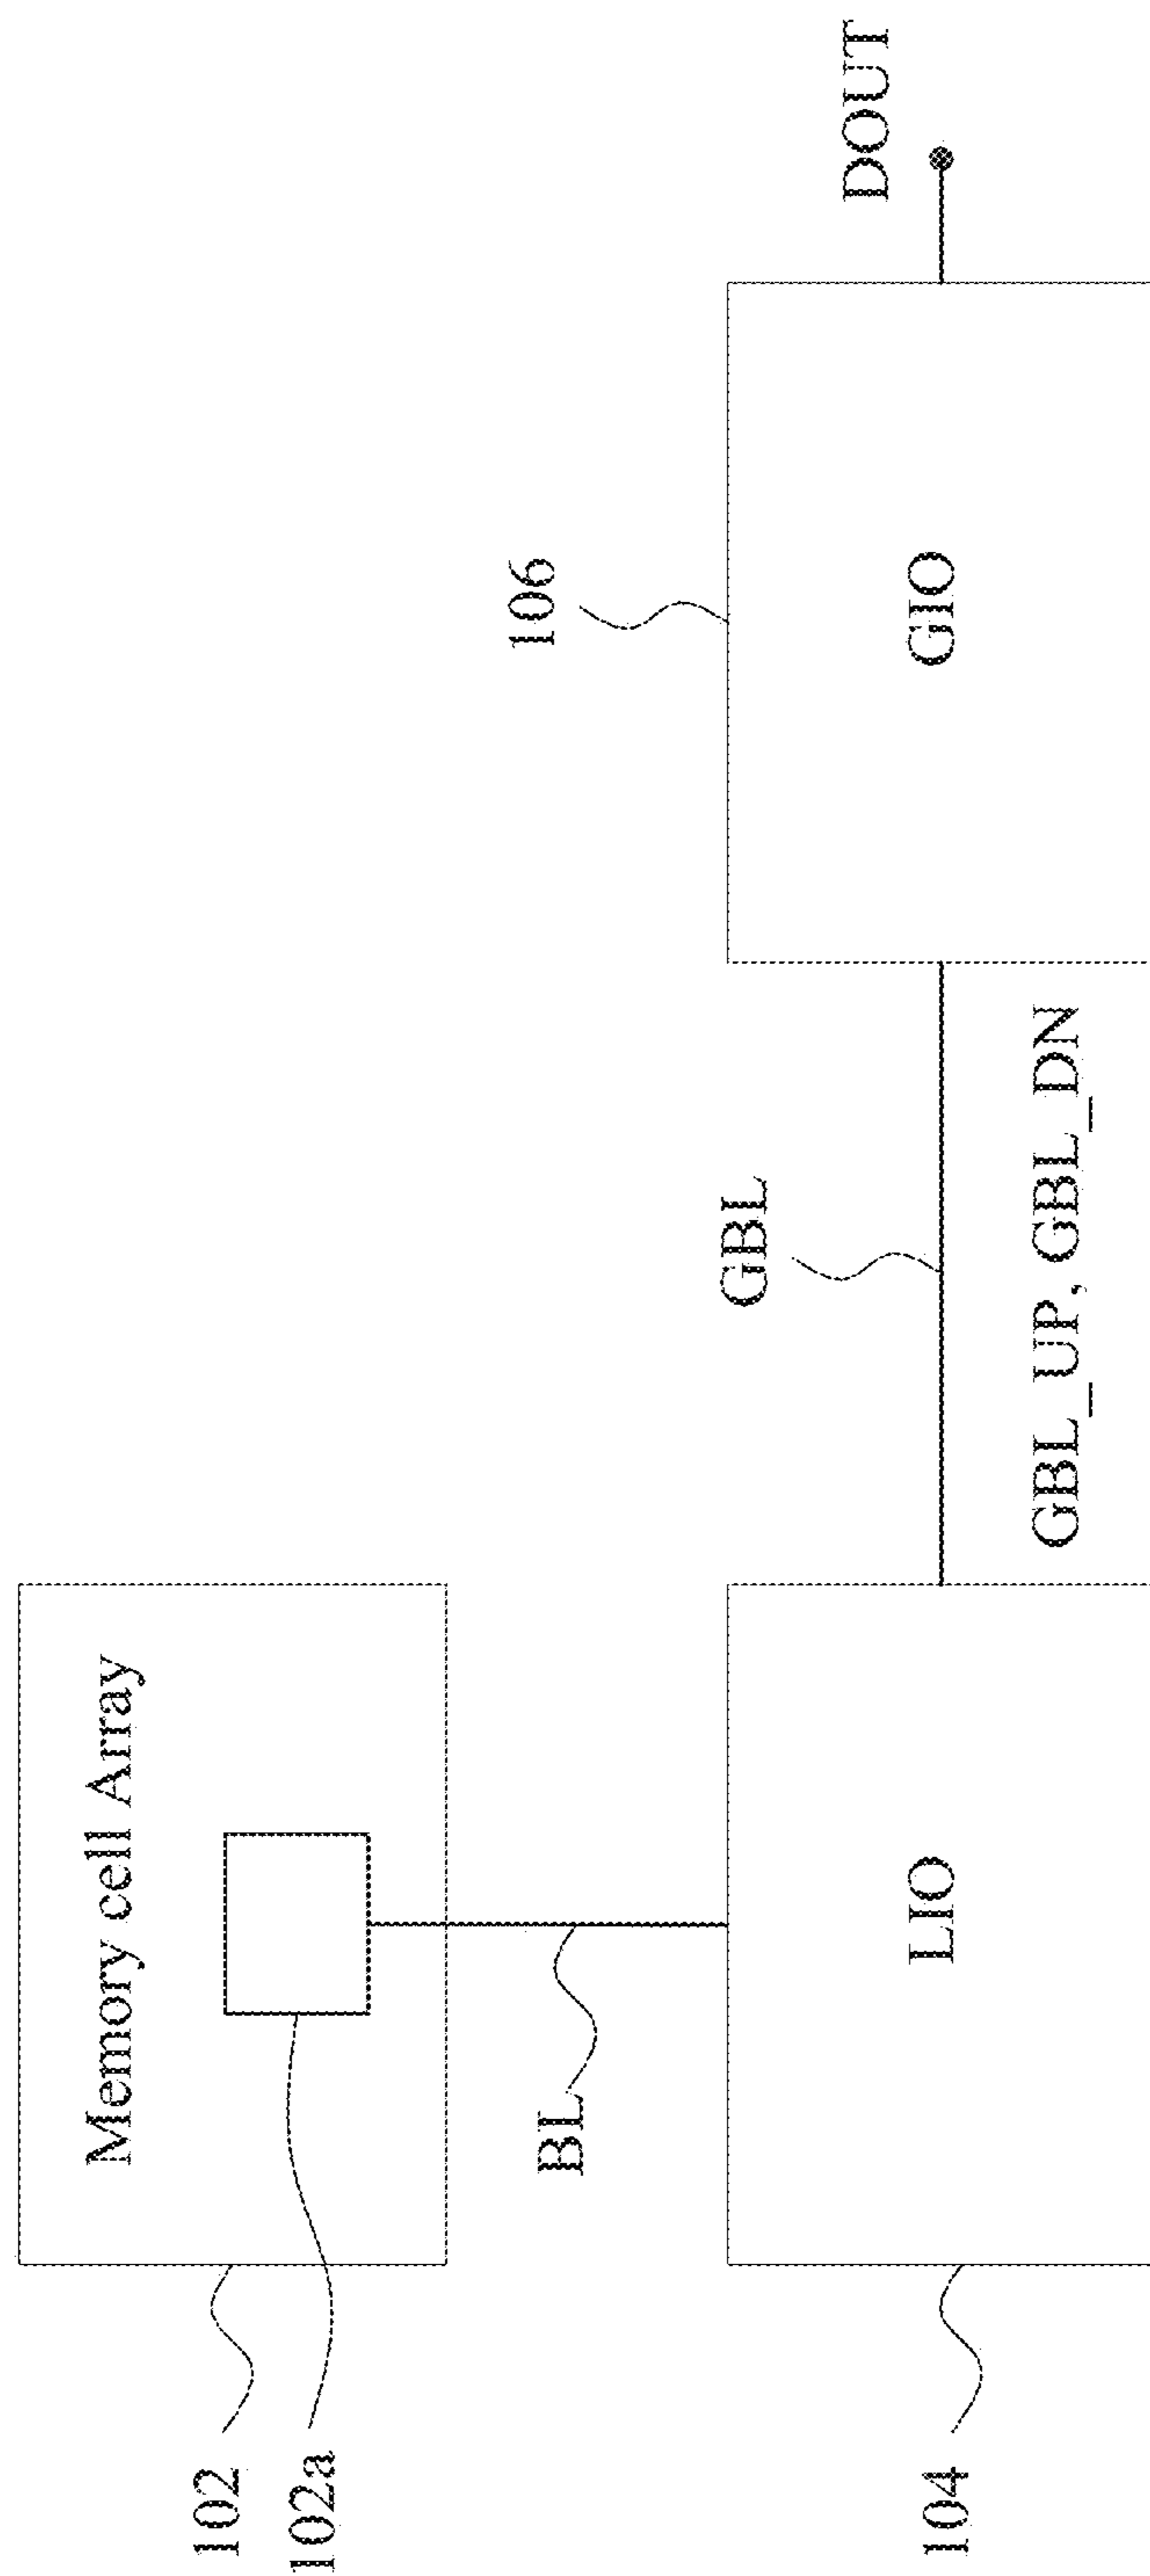 102
102a
Memory cell Array
BL
104
LIO
GBL
GBL_UP, GBL_DN
106
GIO
DOUT